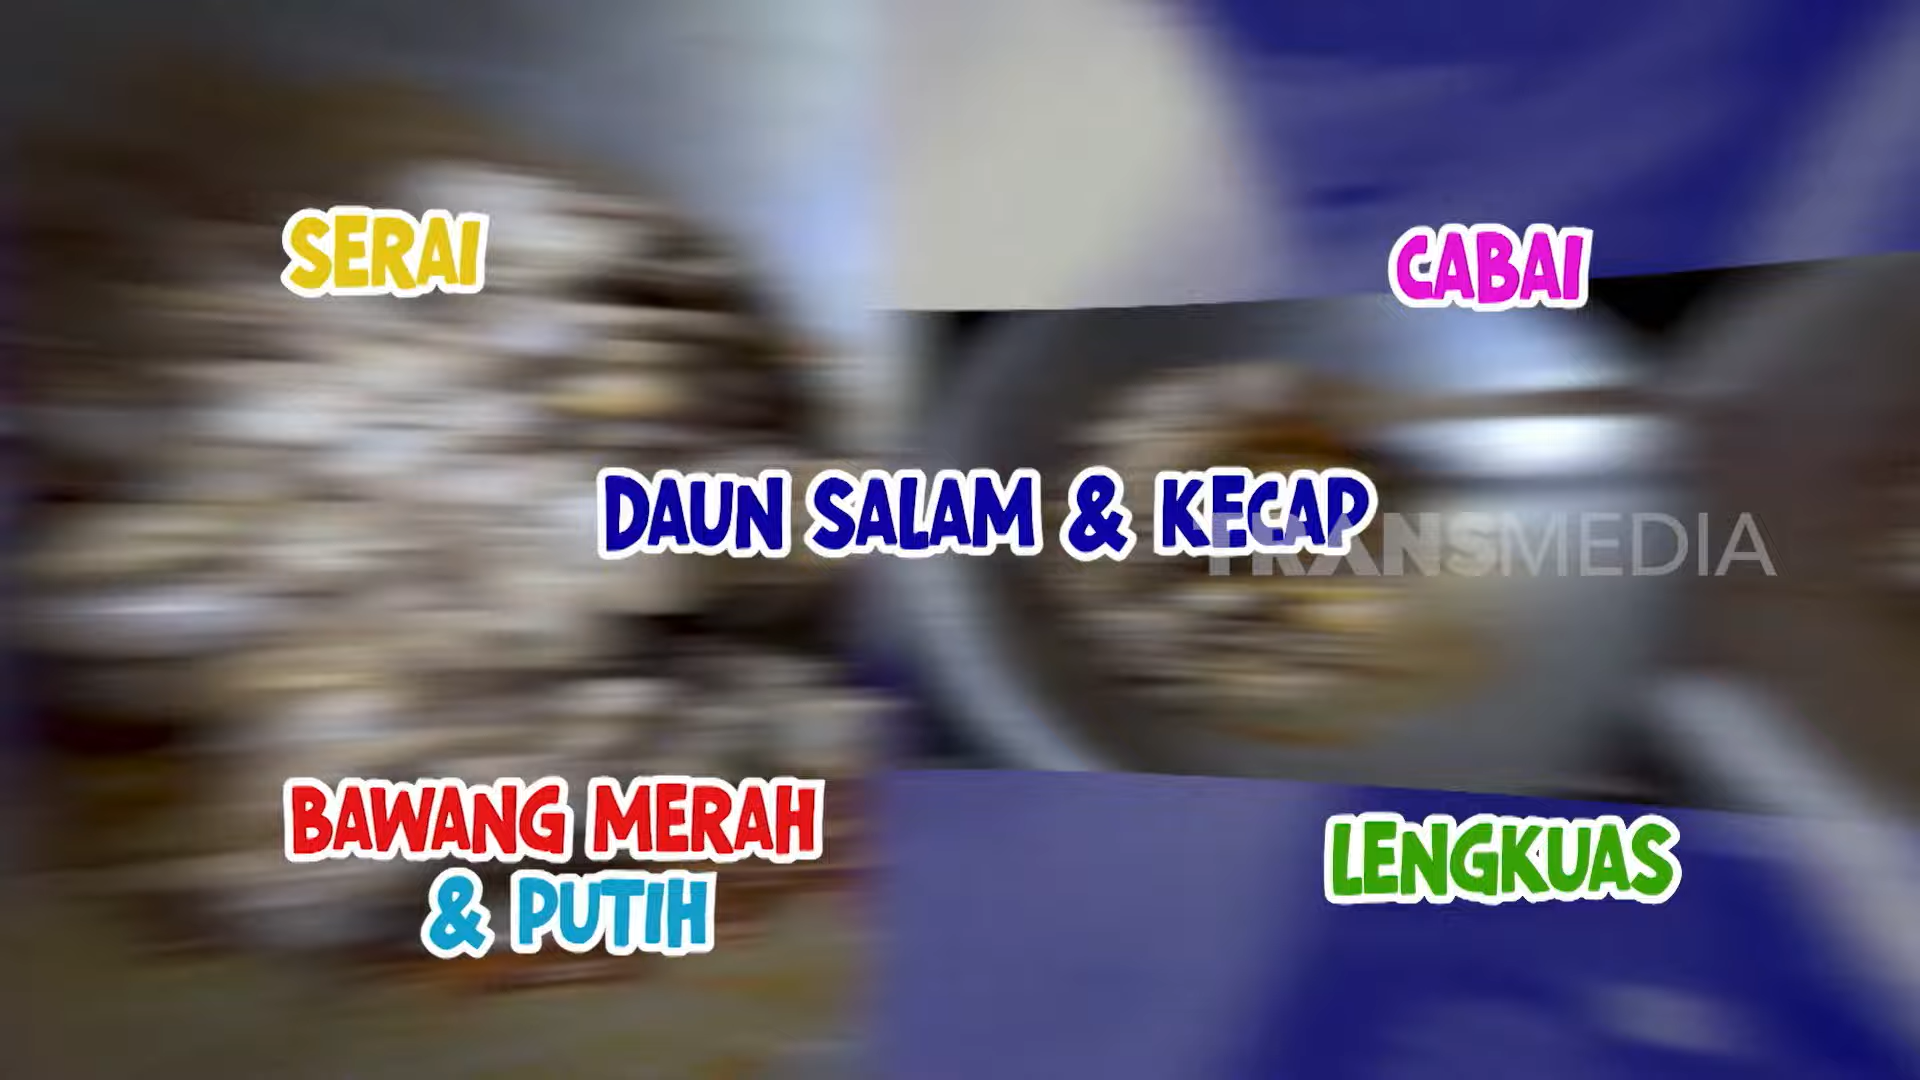 SERAI
CABAI
DAUN SALAM & KECAP
TRANSMEDIA
BAWANG MERAH
& PUTIH
LENGKUAS